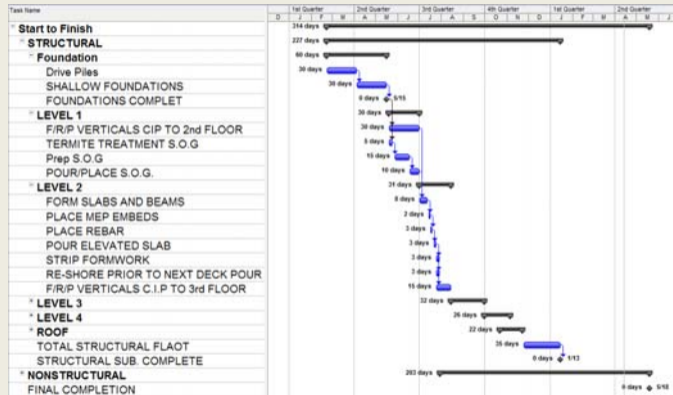 Task Name 1st Quarter 2nd Quarter 3rd Quarter 4th Quarter 1st Quarter 2nd Quarter
D J F M A M J J A S O N D J F M A M J
Start to Finish 314 days
STRUCTURAL 227 days
Foundation 60 days
Drive Piles 30 days
SHALLOW FOUNDATIONS 30 days
FOUNDATIONS COMPLET 0 days 5/15
LEVEL 1 30 days
F/R/P VERTICALS CIP TO 2nd FLOOR 30 days
TERMITE TREATMENT S.O.G 5 days
Prep S.O.G 15 days
POUR/PLACE S.O.G. 10 days
LEVEL 2 31 days
FORM SLABS AND BEAMS 8 days
PLACE MEP EMBEDS 2 days
PLACE REBAR 3 days
POUR ELEVATED SLAB 3 days
STRIP FORMWORK 3 days
RE-SHORE PRIOR TO NEXT DECK POUR 3 days
F/R/P VERTICALS C.I.P TO 3rd FLOOR 15 days
LEVEL 3 32 days
LEVEL 4 26 days
ROOF 22 days
TOTAL STRUCTURAL FLAOT 35 days
STRUCTURAL SUB. COMPLETE 0 days 1/13
NONSTRUCTURAL 203 days
FINAL COMPLETION 0 days